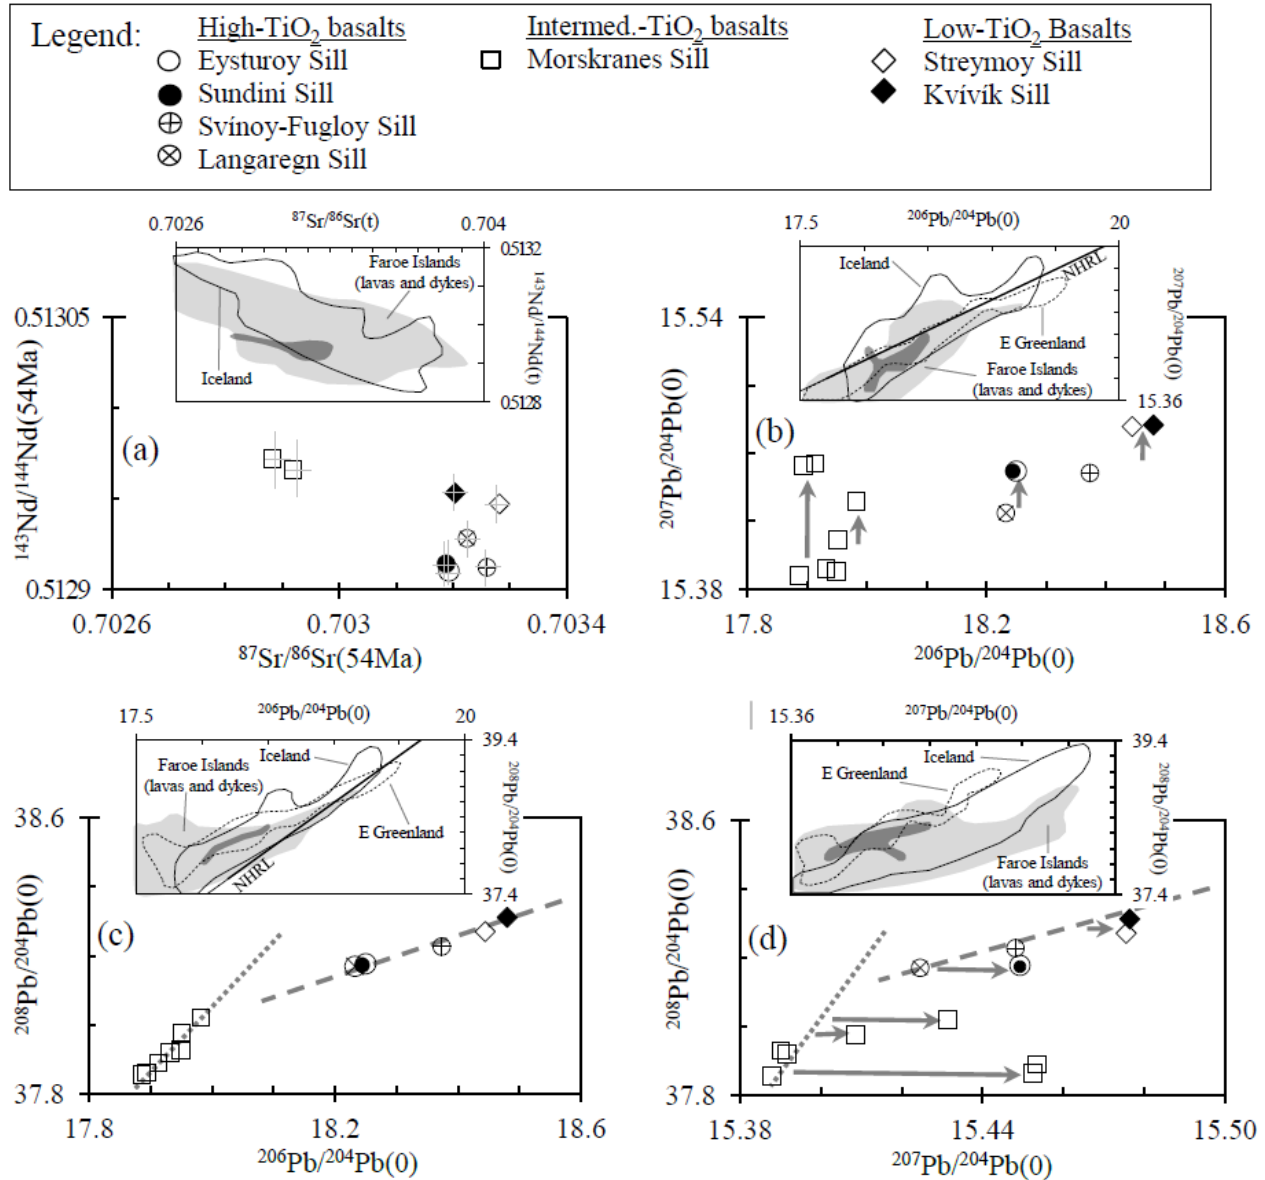 Legend:
High-TiO2 basalts
Eysturoy Sill
Sundini Sill
Svínoy-Fugloy Sill
Langaregn Sill
Intermed.-TiO2 basalts
Morskranes Sill
Low-TiO2 Basalts
Streymoy Sill
Kvívík Sill
0.7026 87Sr/86Sr(t) 0.704
0.5132
Faroe Islands
(lavas and dykes)
Iceland
143Nd/144Nd(t)
0.5128
0.51305
(a)
143Nd/144Nd(54Ma)
0.5129
0.7026 0.703 0.7034
87Sr/86Sr(54Ma)
17.5 206Pb/204Pb(0) 20
Iceland
NHRL
E Greenland
Faroe Islands
(lavas and dykes)
207Pb/204Pb(0)
15.36
15.54
(b)
207Pb/204Pb(0)
15.38
17.8 18.2 18.6
206Pb/204Pb(0)
17.5 206Pb/204Pb(0) 20
39.4
Iceland
Faroe Islands
(lavas and dykes)
E Greenland
NHRL
208Pb/204Pb(0)
37.4
38.6
(c)
208Pb/204Pb(0)
37.8
17.8 18.2 18.6
206Pb/204Pb(0)
15.36 207Pb/204Pb(0)
39.4
Iceland
E Greenland
Faroe Islands
(lavas and dykes)
208Pb/204Pb(0)
37.4
38.6
(d)
208Pb/204Pb(0)
37.8
15.38 15.44 15.50
207Pb/204Pb(0)